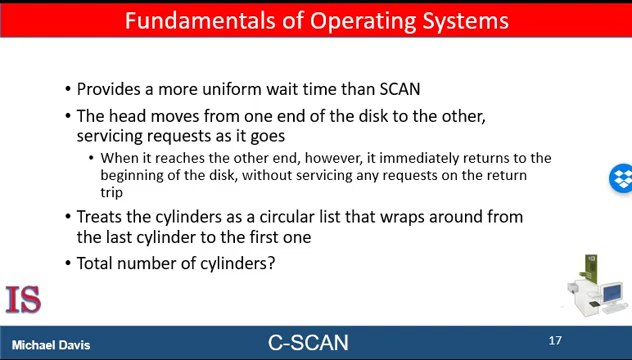 Fundamentals of Operating Systems
• Provides a more uniform wait time than SCAN
• The head moves from one end of the disk to the other,
servicing requests as it goes
• When it reaches the other end, however, it immediately returns to the
beginning of the disk, without servicing any requests on the return
trip
• Treats the cylinders as a circular list that wraps around from
the last cylinder to the first one
• Total number of cylinders?
IS
Michael Davis
C-SCAN
17